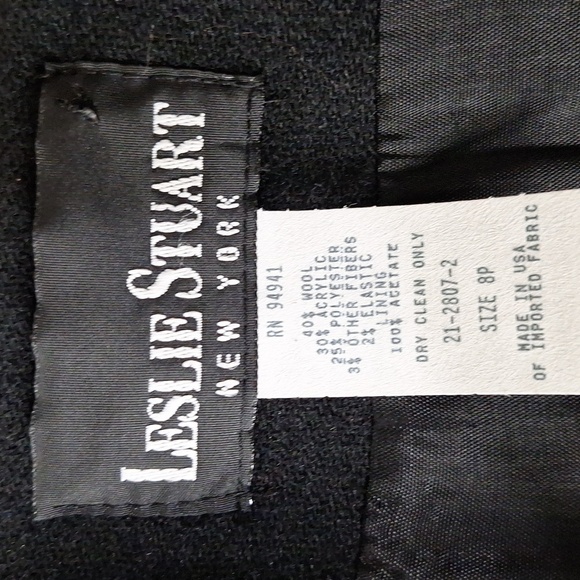 LESLIE STUART
NEW YORK
RN 94941
40% WOOL
30% ACRYLIC
25% POLYESTER
3% OTHER FIBERS
2% ELASTIC
LINING
100% ACETATE
DRY CLEAN ONLY
21-2807-2
SIZE 8P
MADE IN USA
OF IMPORTED FABRIC